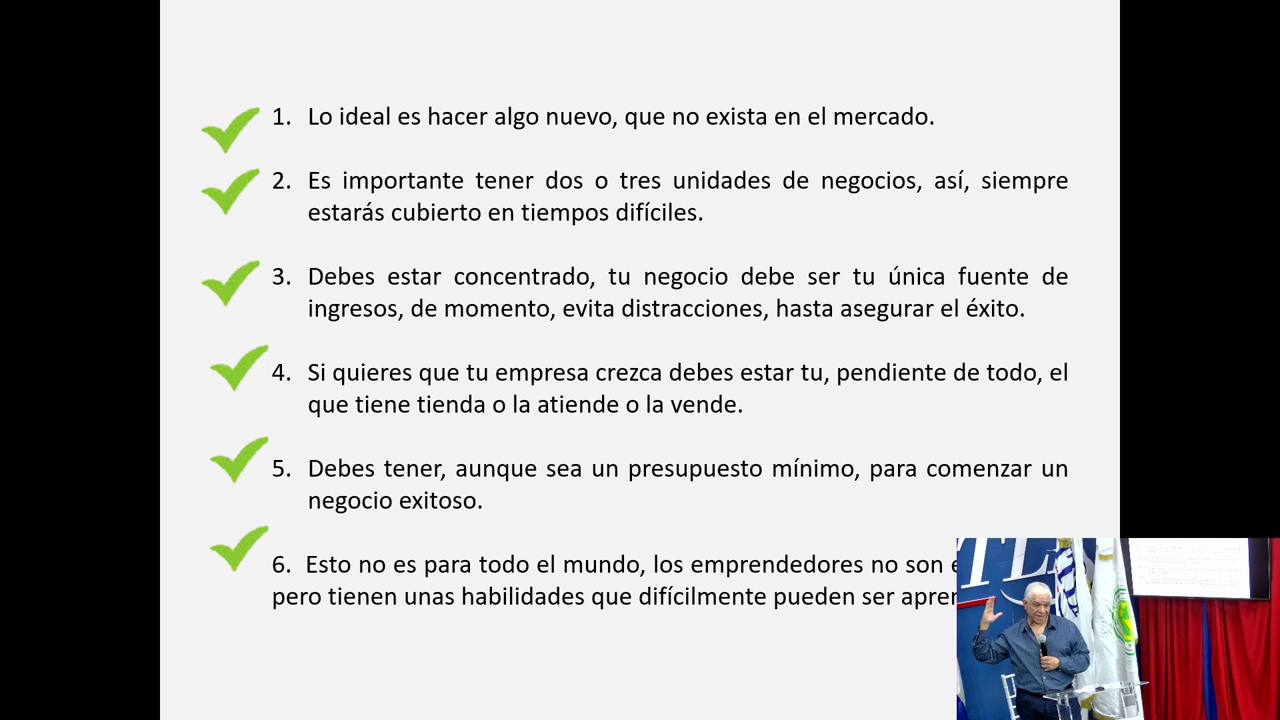 1. Lo ideal es hacer algo nuevo, que no exista en el mercado.
2. Es importante tener dos o tres unidades de negocios, así, siempre
estarás cubierto en tiempos difíciles.
3. Debes estar concentrado, tu negocio debe ser tu única fuente de
ingresos, de momento, evita distracciones, hasta asegurar el éxito.
4. Si quieres que tu empresa crezca debes estar tu, pendiente de todo, el
que tiene tienda o la atiende o la vende.
5. Debes tener, aunque sea un presupuesto mínimo, para comenzar un
negocio exitoso.
6. Esto no es para todo el mundo, los emprendedores no son
pero tienen unas habilidades que difícilmente pueden ser